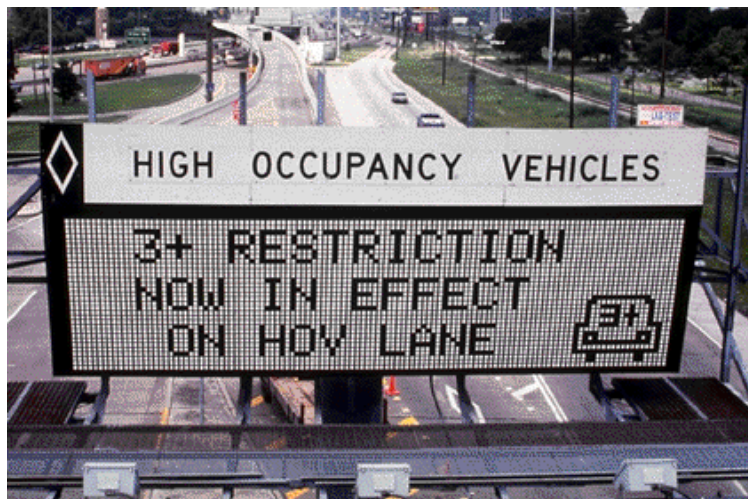 HIGH OCCUPANCY VEHICLES
3+ RESTRICTION
NOW IN EFFECT
ON HOV LANE
3+